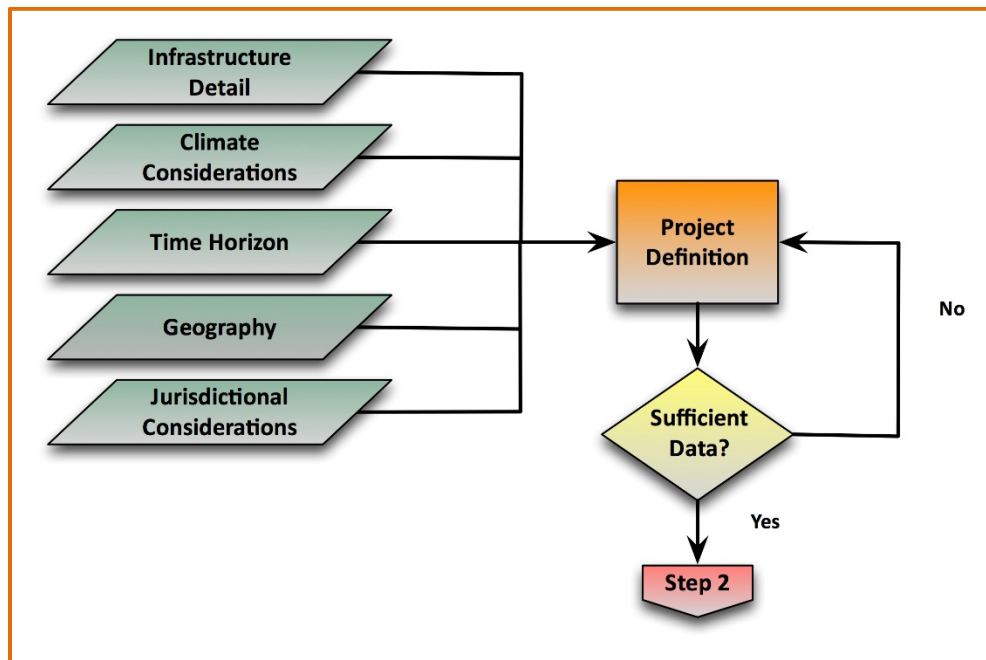 Infrastructure
Detail
Climate
Considerations
Time Horizon
Geography
Jurisdictional
Considerations
Project
Definition
No
Sufficient
Data?
Yes
Step 2